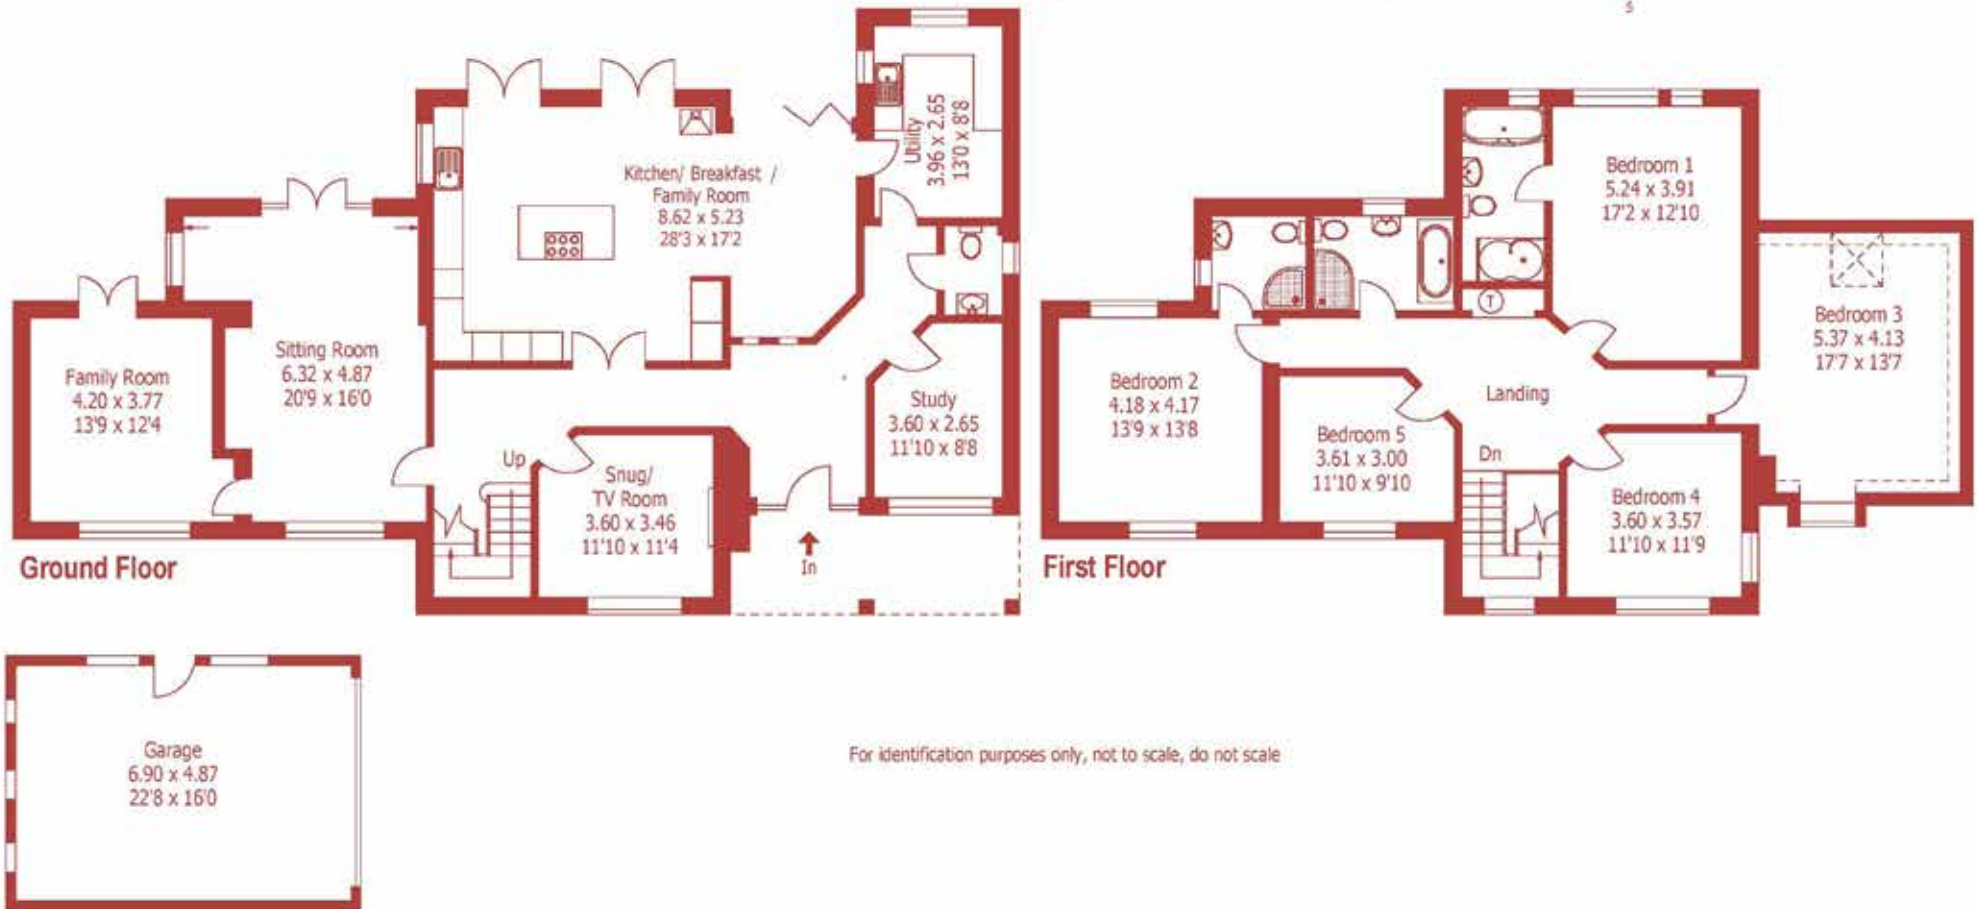 s
Utility
3.96 x 2.65
13'0 x 8'8
Kitchen/ Breakfast /
Family Room
8.62 x 5.23
28'3 x 17'2
Sitting Room
6.32 x 4.87
20'9 x 16'0
Family Room
4.20 x 3.77
13'9 x 12'4
Study
3.60 x 2.65
11'10 x 8'8
Up
Snug/
TV Room
3.60 x 3.46
11'10 x 11'4
In
Ground Floor
Bedroom 1
5.24 x 3.91
17'2 x 12'10
Bedroom 3
5.37 x 4.13
17'7 x 13'7
T
Bedroom 2
4.18 x 4.17
13'9 x 13'8
Landing
Bedroom 5
3.61 x 3.00
11'10 x 9'10
Dn
Bedroom 4
3.60 x 3.57
11'10 x 11'9
First Floor
Garage
6.90 x 4.87
22'8 x 16'0
For identification purposes only, not to scale, do not scale